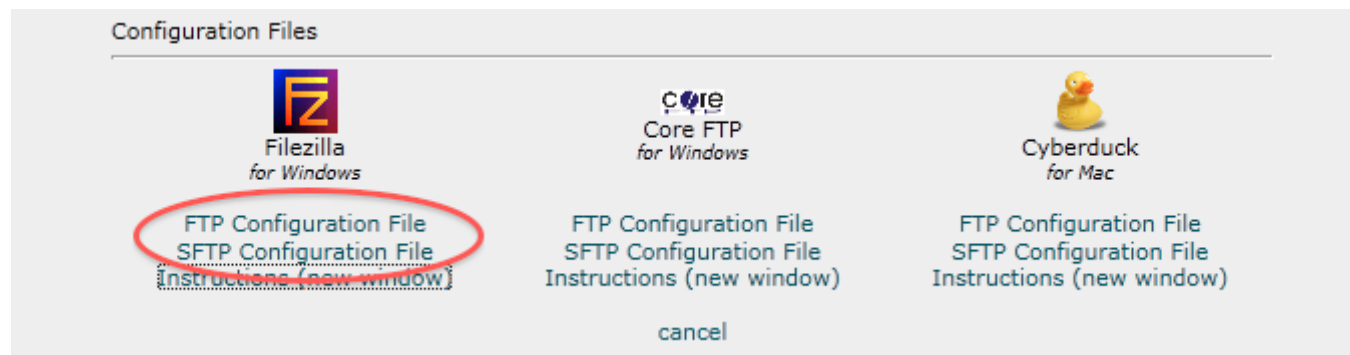 Configuration Files
FZ
Filezilla
for Windows
FTP Configuration File
SFTP Configuration File
Instructions (new window)
core
Core FTP
for Windows
FTP Configuration File
SFTP Configuration File
Instructions (new window)
Cyberduck
for Mac
FTP Configuration File
SFTP Configuration File
Instructions (new window)
cancel